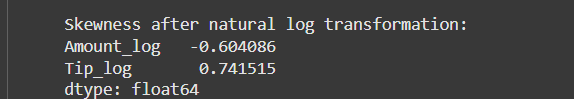 Skewness after natural log transformation:
Amount_log -0.604086
Tip_log 0.741515
dtype: float64